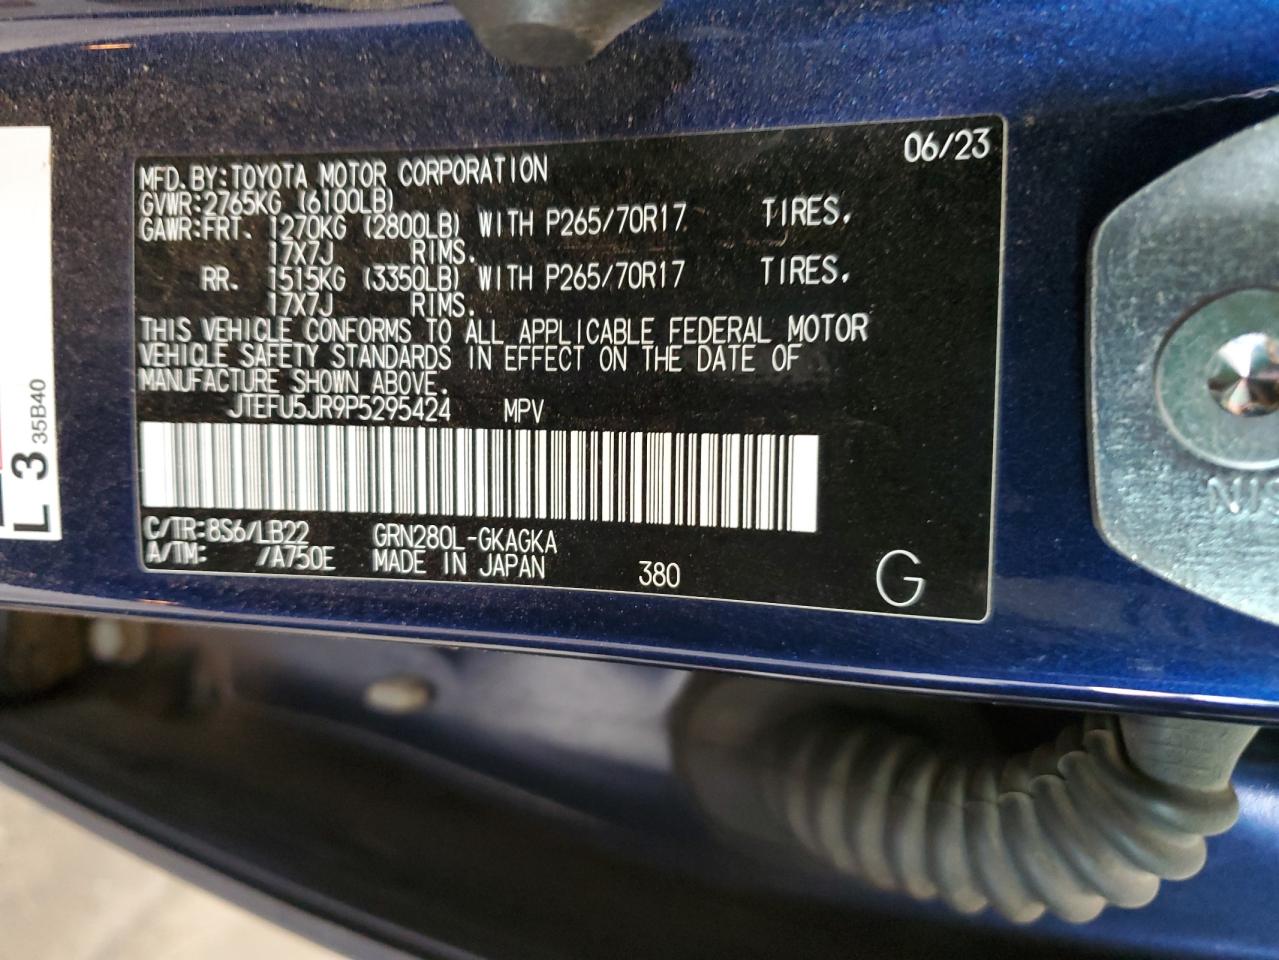 06/23
MFD.BY:TOYOTA MOTOR CORPORATION
GVWR:2765KG (6100LB)
GAWR:FRT. 1270KG (2800LB) WITH P265/70R17 TIRES,
17X7J RIMS.
RR. 1515KG (3350LB) WITH P265/70R17 TIRES,
17X7J RIMS.
THIS VEHICLE CONFORMS TO ALL APPLICABLE FEDERAL MOTOR
VEHICLE SAFETY STANDARDS IN EFFECT ON THE DATE OF
MANUFACTURE SHOWN ABOVE.
JTEFU5JR9P5295424 MPV
C/TR:8S6/LB22 GRN280L-GKAGKA
A/TM: /A750E MADE IN JAPAN 380 G
L 3 35B40